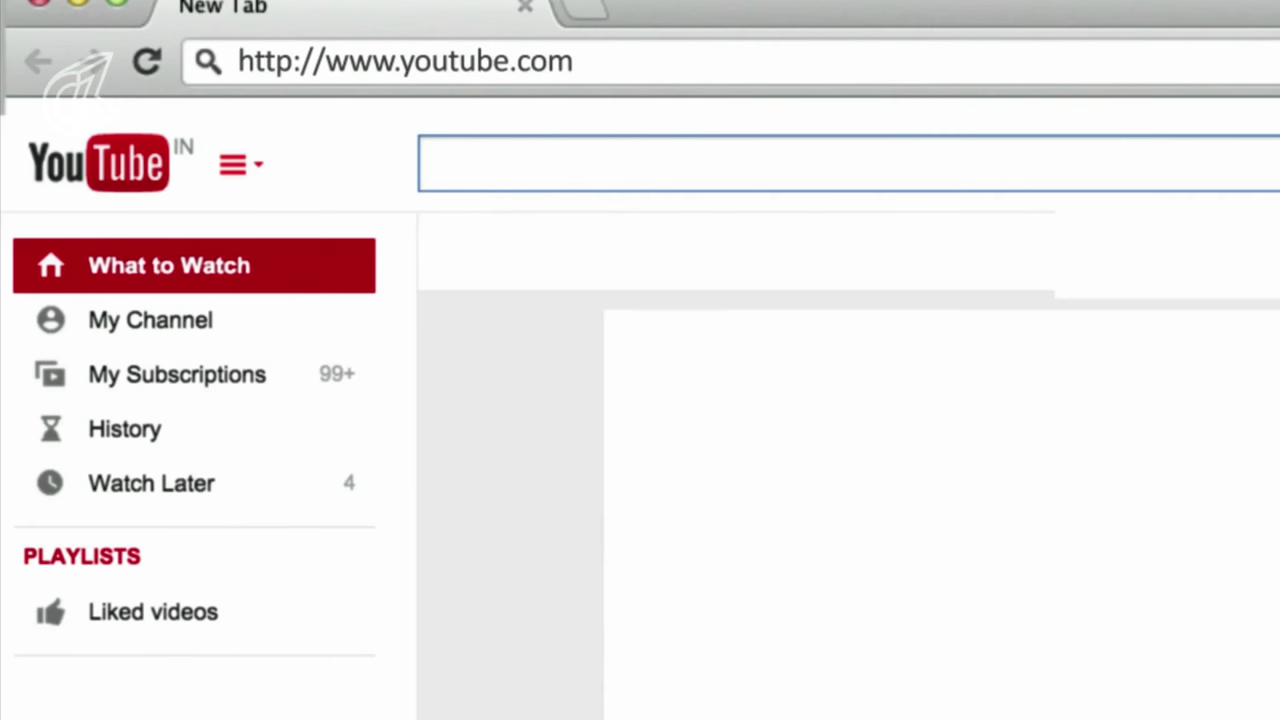 New Tab
http://www.youtube.com
YouTube IN
What to Watch
My Channel
My Subscriptions 99+
History
Watch Later 4
PLAYLISTS
Liked videos